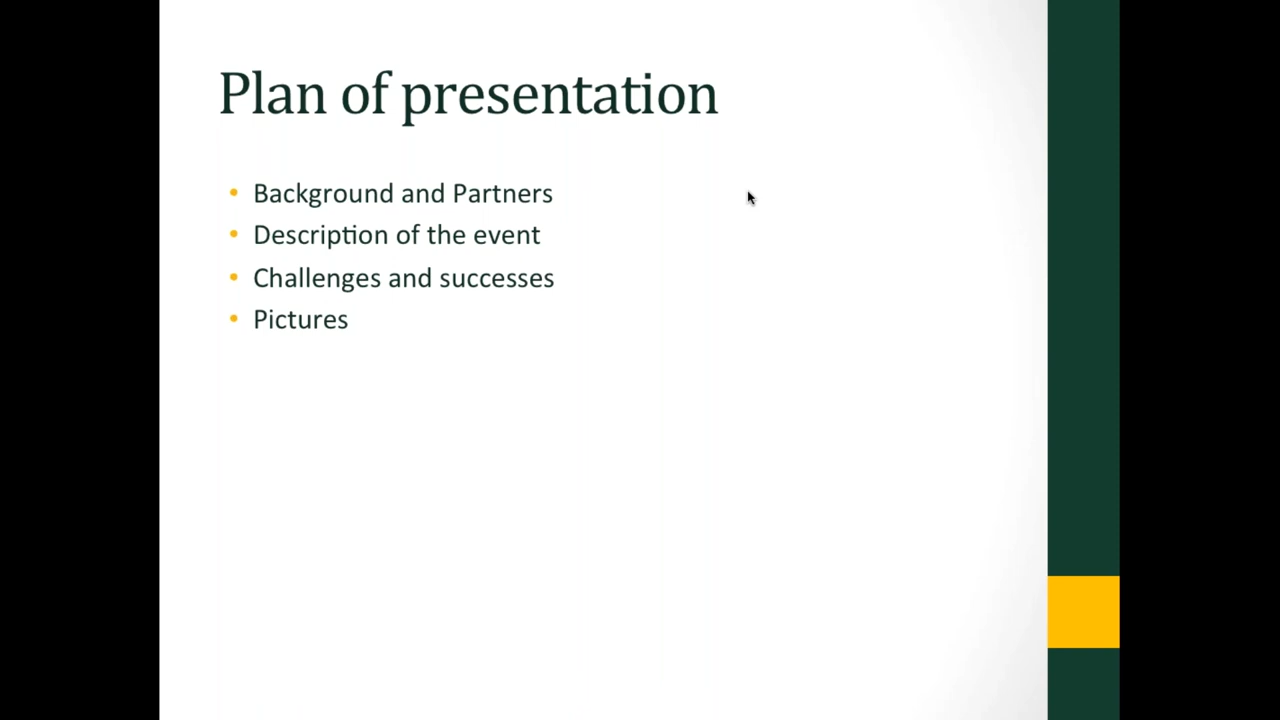 Plan of presentation
• Background and Partners
• Description of the event
• Challenges and successes
• Pictures